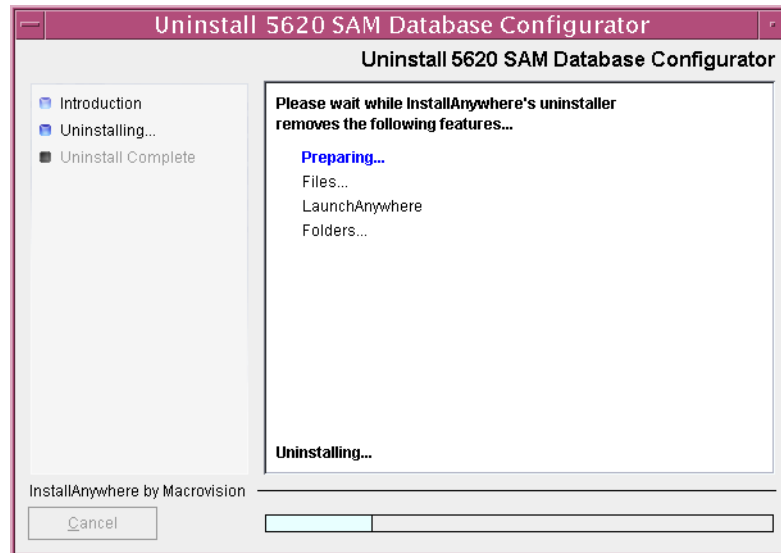 Uninstall 5620 SAM Database Configurator
Uninstall 5620 SAM Database Configurator
Introduction
Uninstalling...
Uninstall Complete
Please wait while InstallAnywhere's uninstaller
removes the following features...
Preparing...
Files...
LaunchAnywhere
Folders...
Uninstalling...
InstallAnywhere by Macrovision
Cancel